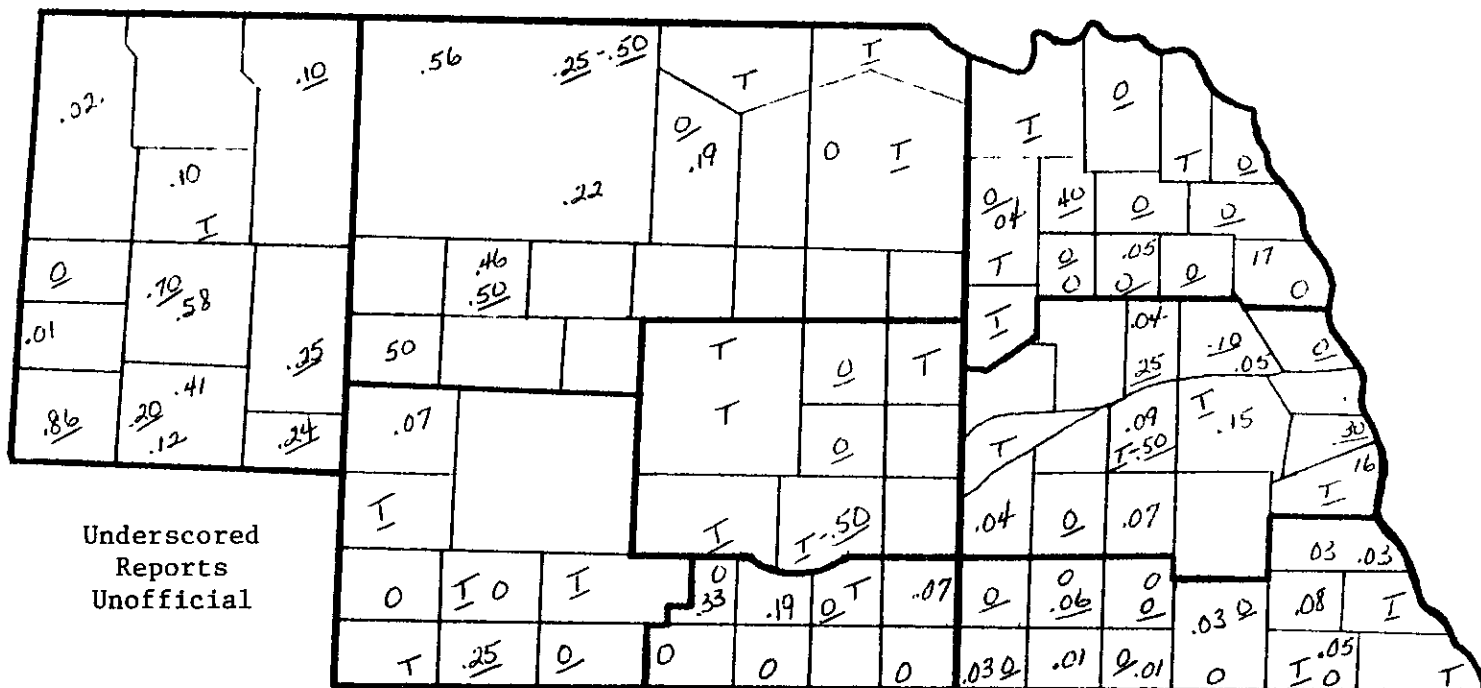 .56
.25-.50
T
T
.10
0
.02
T
0
.19
0
T
T
0
.10
.22
0
.04
40
0
0
T
T
0
.46
.50
T
0
0
.05
0
0
17
0
.70
.58
.01
.25
50
T
0
T
T
.04
25
.10
.05
0
.86
.41
.20
.12
.24
.07
T
0
T
.09
T-.50
T
.15
.30
16
T
T
T
T-.50
.04
0
.07
Underscored
Reports
Unofficial
03 .03
0
T 0
T
0
.33
.19
0 T
.07
0
0
.06
0
0
.03 0
.08
T
T
.25
0
0
0
0
.03 0
.01
0 .01
0
T .05
0
T